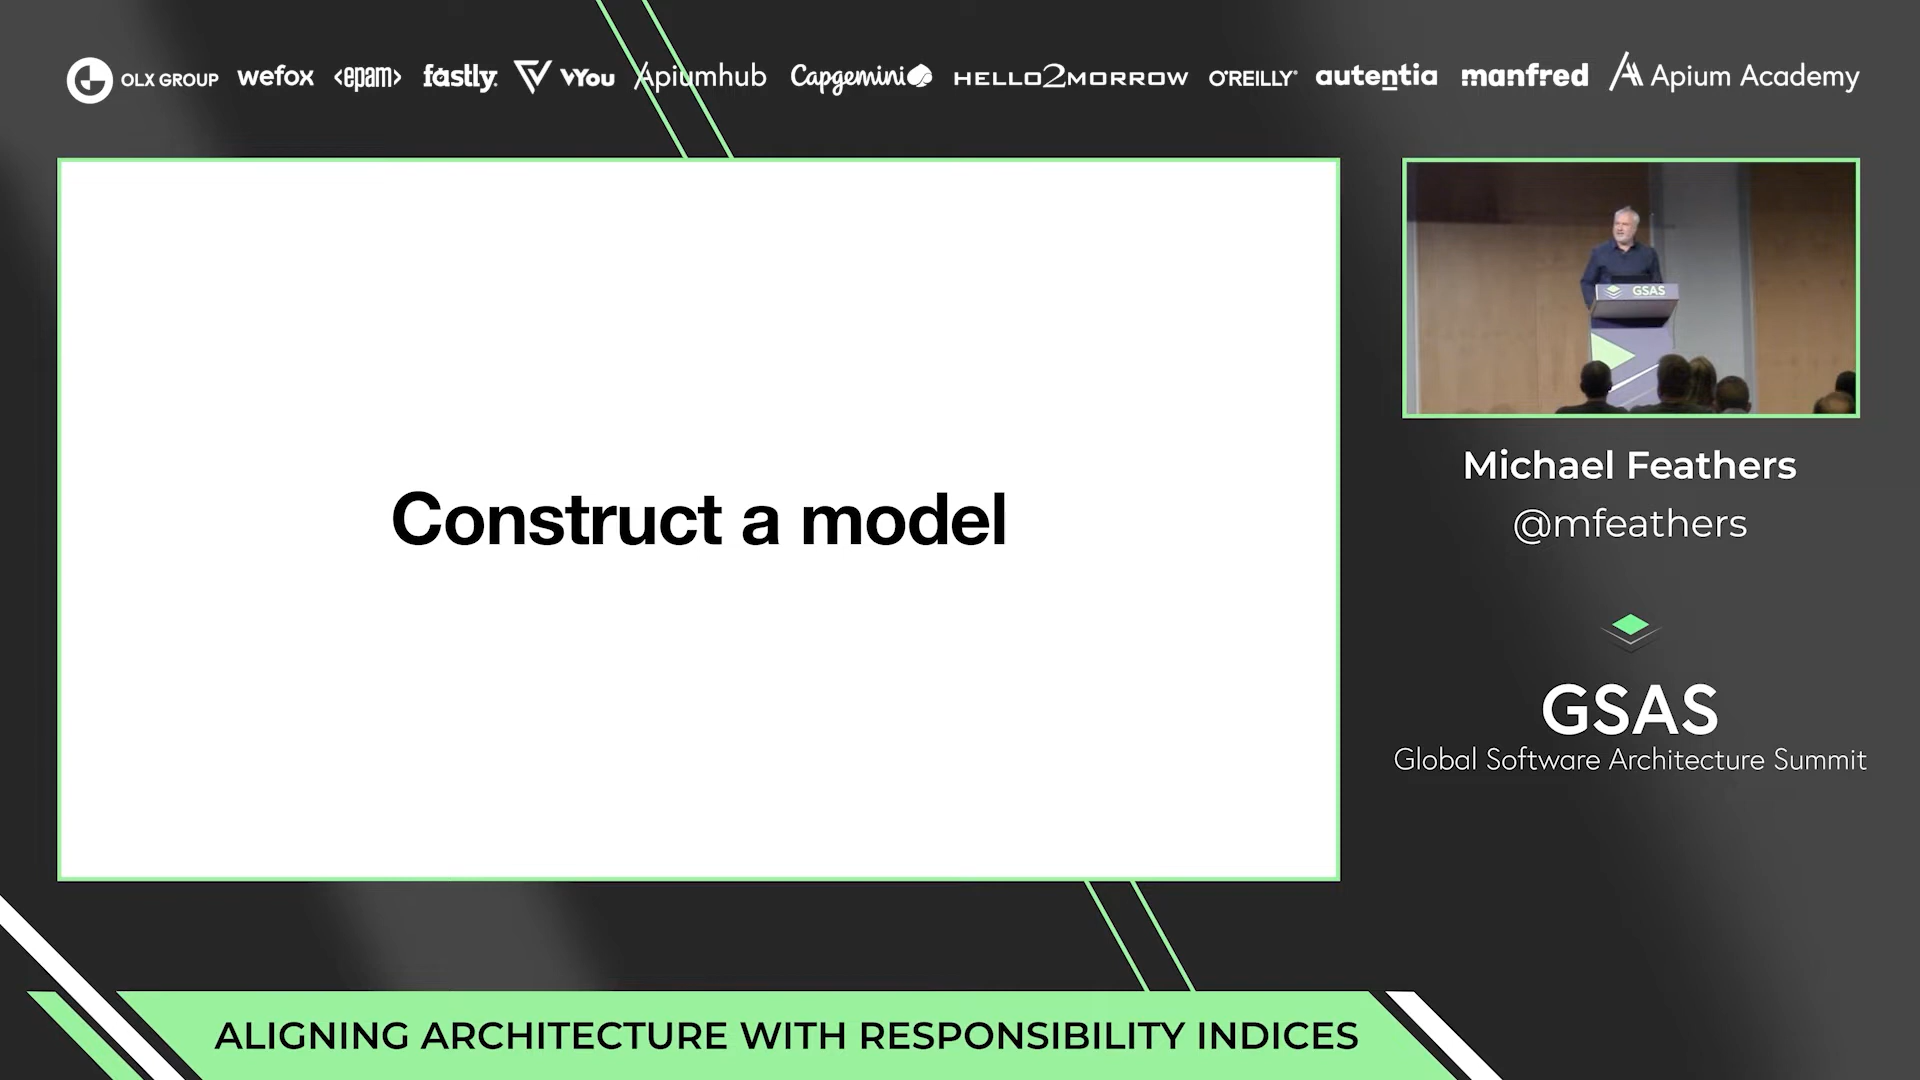 OLX GROUP wefox <epam> fastly vYou Apiumhub Capgemini HELLO2MORROW O'REILLY autentia manfred Apium Academy
Construct a model
GSAS
Michael Feathers
@mfeathers
GSAS
Global Software Architecture Summit
ALIGNING ARCHITECTURE WITH RESPONSIBILITY INDICES